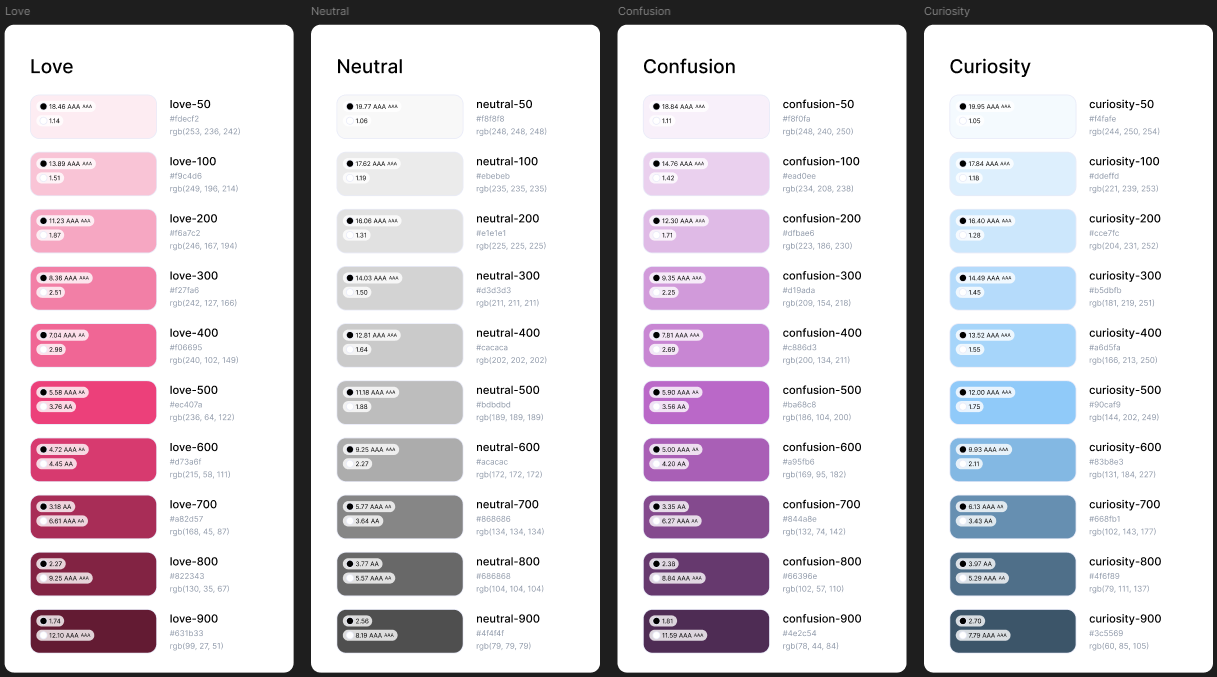 Love
Love
18.46 AAA AAA
1.14
love-50
#fdecf2
rgb(253, 236, 242)
13.89 AAA AAA
1.51
love-100
#f9c4d6
rgb(249, 196, 214)
11.23 AAA AAA
1.87
love-200
#f6a7c2
rgb(246, 167, 194)
8.36 AAA AAA
2.51
love-300
#f27fa6
rgb(242, 127, 166)
7.04 AAA AA
2.98
love-400
#f06695
rgb(240, 102, 149)
5.58 AAA AA
3.76 AA
love-500
#ec407a
rgb(236, 64, 122)
4.72 AAA AA
4.45 AA
love-600
#d73a6f
rgb(215, 58, 111)
3.18 AA
6.61 AAA AA
love-700
#a82d57
rgb(168, 45, 87)
2.27
9.25 AAA AAA
love-800
#822343
rgb(130, 35, 67)
1.74
12.10 AAA AAA
love-900
#631b33
rgb(99, 27, 51)
Neutral
Neutral
19.77 AAA AAA
1.06
neutral-50
#f8f8f8
rgb(248, 248, 248)
17.62 AAA AAA
1.19
neutral-100
#ebebeb
rgb(235, 235, 235)
16.06 AAA AAA
1.31
neutral-200
#e1e1e1
rgb(225, 225, 225)
14.03 AAA AAA
1.50
neutral-300
#d3d3d3
rgb(211, 211, 211)
12.81 AAA AAA
1.64
neutral-400
#cacaca
rgb(202, 202, 202)
11.18 AAA AAA
1.88
neutral-500
#bdbdbd
rgb(189, 189, 189)
9.25 AAA AAA
2.27
neutral-600
#acacac
rgb(172, 172, 172)
5.77 AAA AA
3.64 AA
neutral-700
#868686
rgb(134, 134, 134)
3.77 AA
5.57 AAA AA
neutral-800
#686868
rgb(104, 104, 104)
2.56
8.19 AAA AAA
neutral-900
#4f4f4f
rgb(79, 79, 79)
Confusion
Confusion
18.84 AAA AAA
1.11
confusion-50
#f8f0fa
rgb(248, 240, 250)
14.76 AAA AAA
1.42
confusion-100
#ead0ee
rgb(234, 208, 238)
12.30 AAA AAA
1.71
confusion-200
#dfbae6
rgb(223, 186, 230)
9.35 AAA AAA
2.25
confusion-300
#d19ada
rgb(209, 154, 218)
7.81 AAA AAA
2.69
confusion-400
#c886d3
rgb(200, 134, 211)
5.90 AAA AA
3.56 AA
confusion-500
#ba68c8
rgb(186, 104, 200)
5.00 AAA AA
4.20 AA
confusion-600
#a95fb6
rgb(169, 95, 182)
3.35 AA
6.27 AAA AA
confusion-700
#844a8e
rgb(132, 74, 142)
2.38
8.84 AAA AAA
confusion-800
#66396e
rgb(102, 57, 110)
1.81
11.59 AAA AAA
confusion-900
#4e2c54
rgb(78, 44, 84)
Curiosity
Curiosity
19.95 AAA AAA
1.05
curiosity-50
#f4fafe
rgb(244, 250, 254)
17.84 AAA AAA
1.18
curiosity-100
#ddeffd
rgb(221, 239, 253)
16.40 AAA AAA
1.28
curiosity-200
#cce7fc
rgb(204, 231, 252)
14.49 AAA AAA
1.45
curiosity-300
#b5dbfb
rgb(181, 219, 251)
13.52 AAA AAA
1.55
curiosity-400
#a6d5fa
rgb(166, 213, 250)
12.00 AAA AAA
1.75
curiosity-500
#90caf9
rgb(144, 202, 249)
9.93 AAA AAA
2.11
curiosity-600
#83b8e3
rgb(131, 184, 227)
6.13 AAA AA
3.43 AA
curiosity-700
#668fb1
rgb(102, 143, 177)
3.97 AA
5.29 AAA AA
curiosity-800
#4f6f89
rgb(79, 111, 137)
2.70
7.79 AAA AAA
curiosity-900
#3c5569
rgb(60, 85, 105)